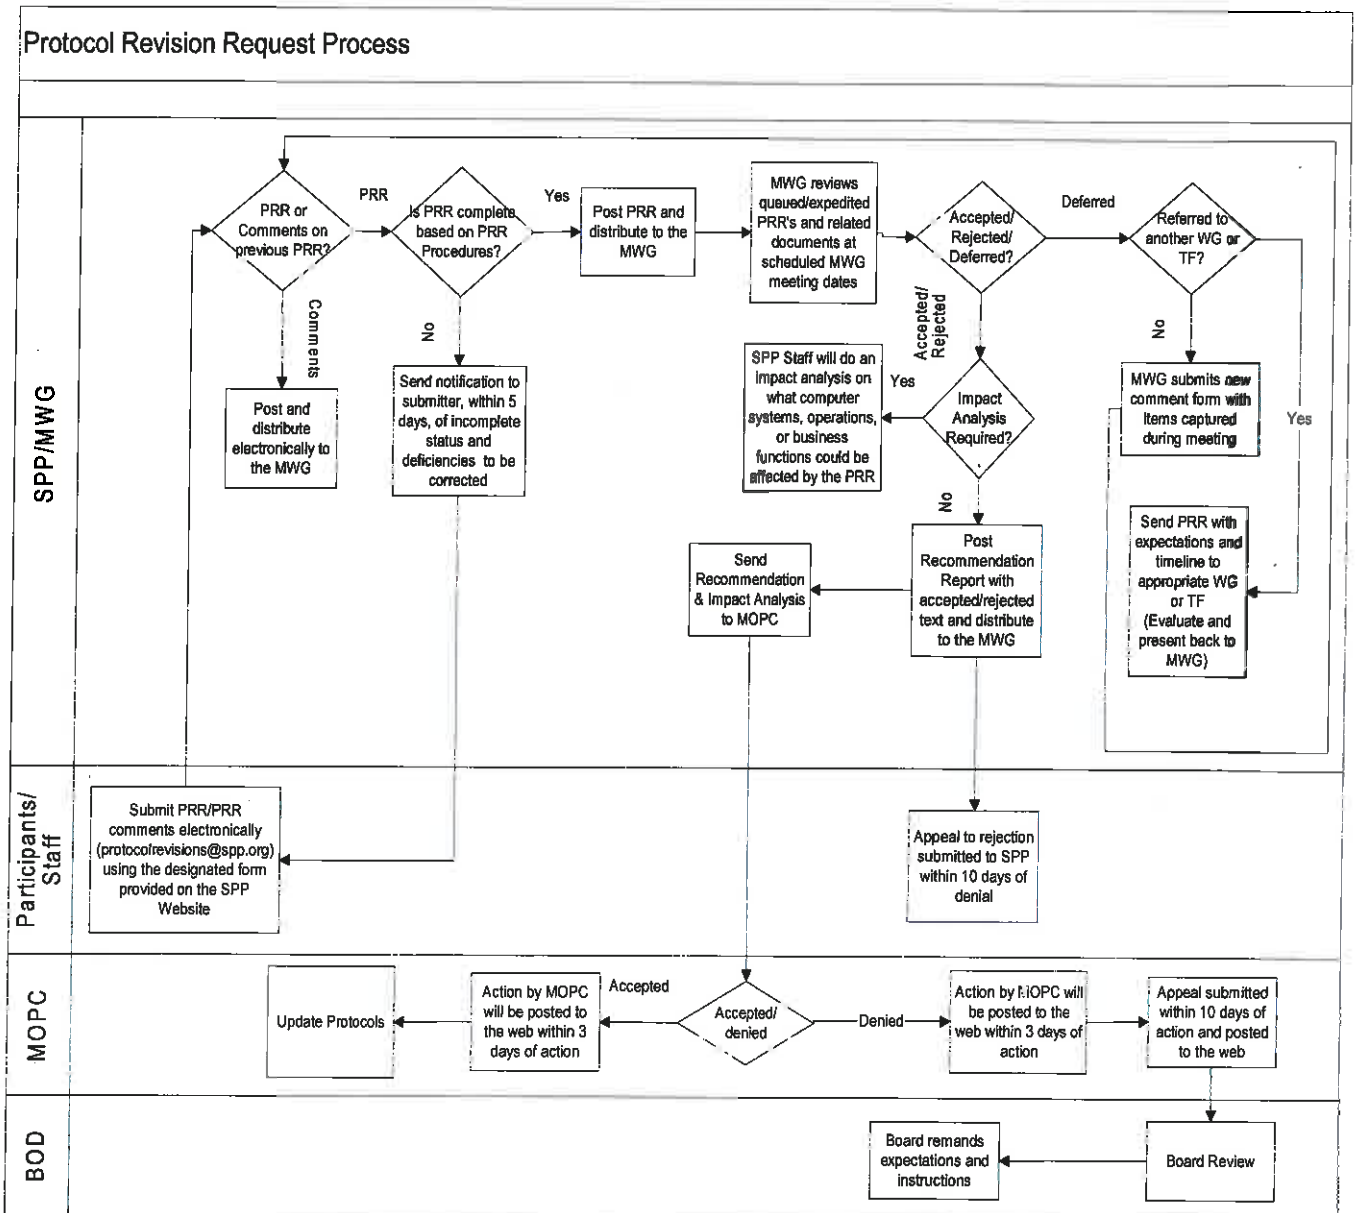 Protocol Revision Request Process
SPP/MWG
PRR or
Comments on
previous PRR?
PRR
Is PRR complete
based on PRR
Procedures?
Yes
Post PRR and
distribute to the
MWG
MWG reviews
queued/expedited
PRR's and related
documents at
scheduled MWG
meeting dates
Accepted/
Rejected/
Deferred?
Deferred
Referred to
another WG or
TF?
Comments
No
Accepted/
Rejected
No
Yes
Post and
distribute
electronically to
the MWG
Send notification to
submitter, within 5
days, of incomplete
status and
deficiencies to be
corrected
SPP Staff will do an
impact analysis on
what computer
systems, operations,
or business
functions could be
affected by the PRR
Yes
Impact
Analysis
Required?
MWG submits new
comment form with
items captured
during meeting
No
Send
Recommendation
& Impact Analysis
to MOPC
Post
Recommendation
Report with
accepted/rejected
text and distribute
to the MWG
Send PRR with
expectations and
timeline to
appropriate WG
or TF
(Evaluate and
present back to
MWG)
Participants/
Staff
Submit PRR/PRR
comments electronically
(protocolrevisions@spp.org)
using the designated form
provided on the SPP
Website
Appeal to rejection
submitted to SPP
within 10 days of
denial
MOPC
Update Protocols
Action by MOPC
will be posted to
the web within 3
days of action
Accepted
Accepted/
denied
Denied
Action by MOPC will
be posted to the
web within 3 days of
action
Appeal submitted
within 10 days of
action and posted
to the web
BOD
Board remands
expectations and
instructions
Board Review